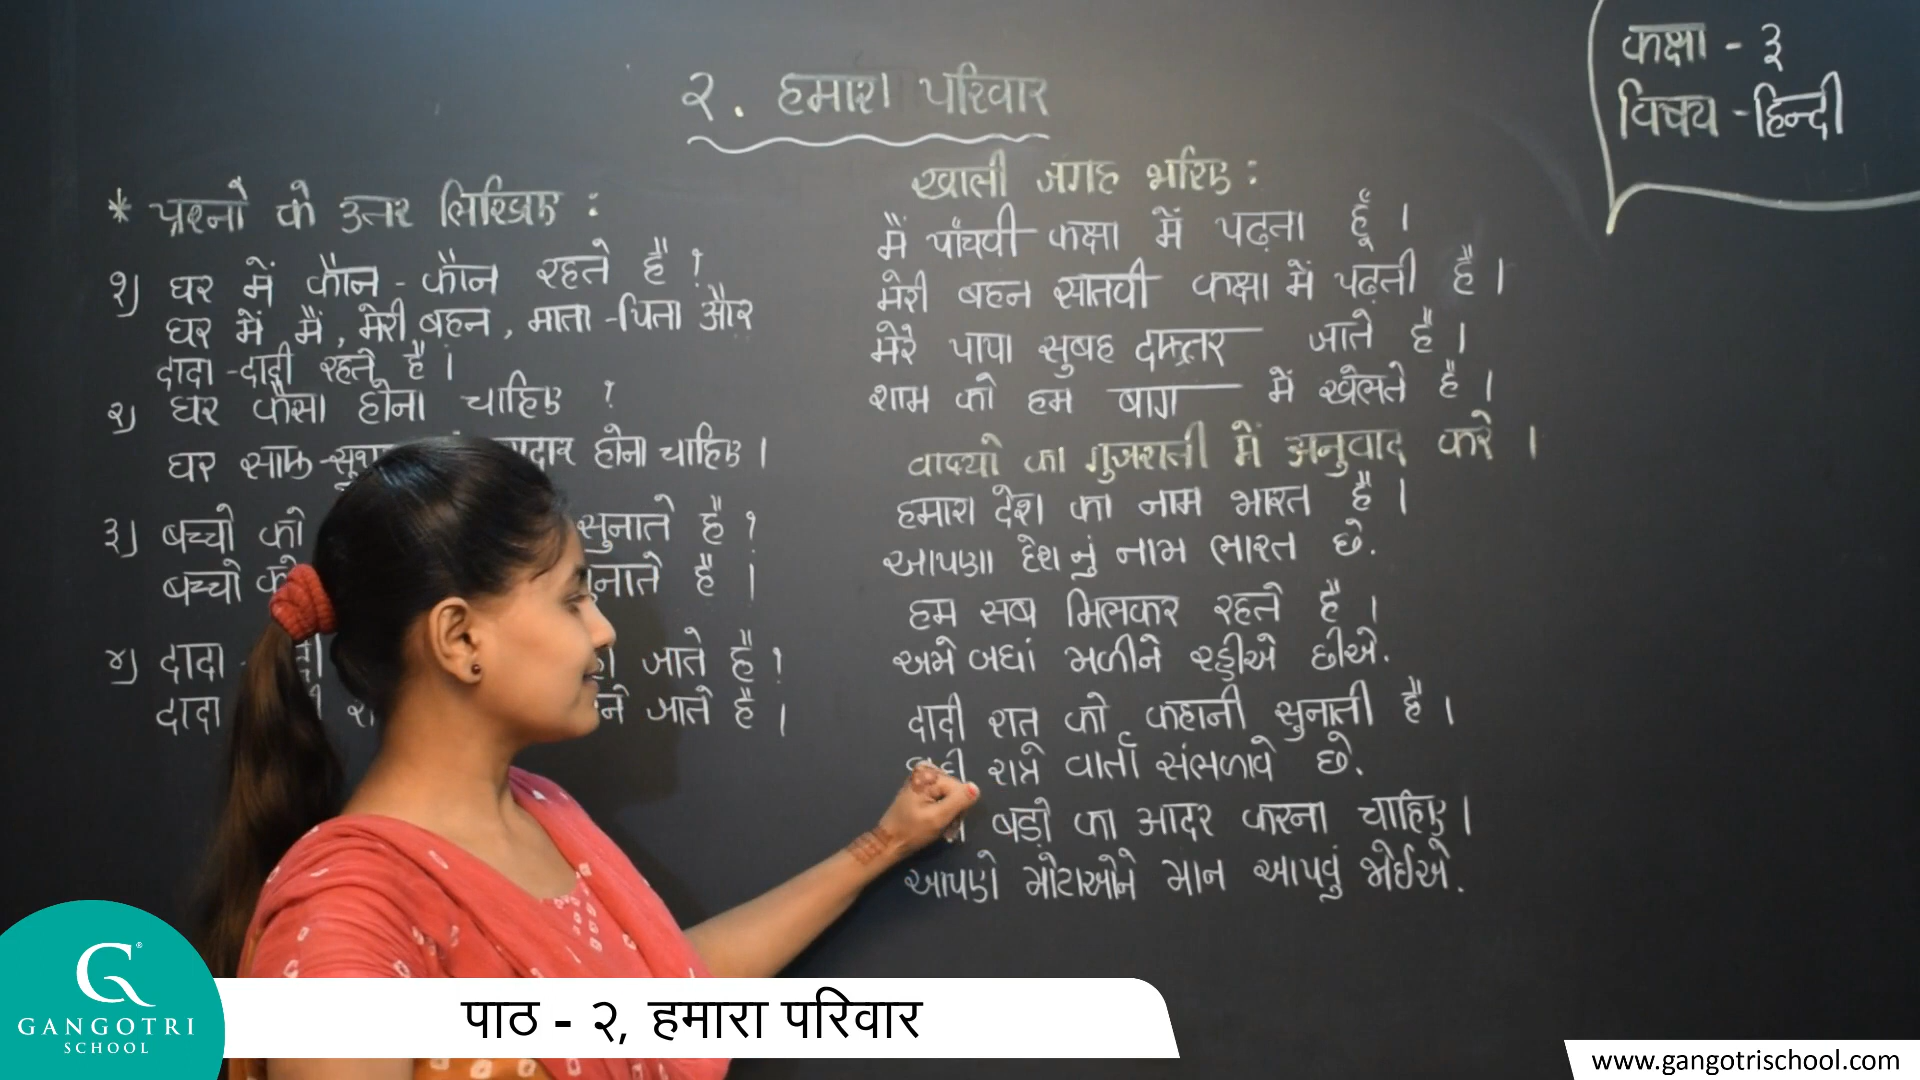 २. हमारा परिवार
कक्षा - ३
विषय - हिन्दी
* प्रश्नो के उत्तर लिखिए :
१) घर में कौन - कौन रहते है ?
घर में मैं, मेरी बहन, माता - पिता और
दादा - दादी रहते है ।
२) घर कैसा होना चाहिए ?
घर साफ - होना चाहिए ।
३) बच्चो को सुनाते है ?
बच्चो है ।
४) दादा - जाते है ?
दादा जाते है ।
खाली जगह भरिए :
मैं पाँचवी कक्षा में पढ़ता हूँ ।
मेरी बहन सातवी कक्षा में पढ़ती है ।
मेरे पापा सुबह दफ्तर जाते है ।
शाम को हम बाग में खेलते है ।
वाक्यो का गुजराती में अनुवाद करे ।
हमारा देश का नाम भारत है ।
આપણા દેશ નું નામ ભારત છે.
हम सब मिलकर रहते है ।
અમે બધાં મળીને રહીએ છીએ.
दादी रात को कहानी सुनाती है ।
રાત્રે વાર્તા સંભળાવે છે.
बड़ो का आदर करना चाहिए ।
આપણે મોટાઓને માન આપવું જોઈએ.
GANGOTRI
SCHOOL
पाठ - २, हमारा परिवार
www.gangotrischool.com